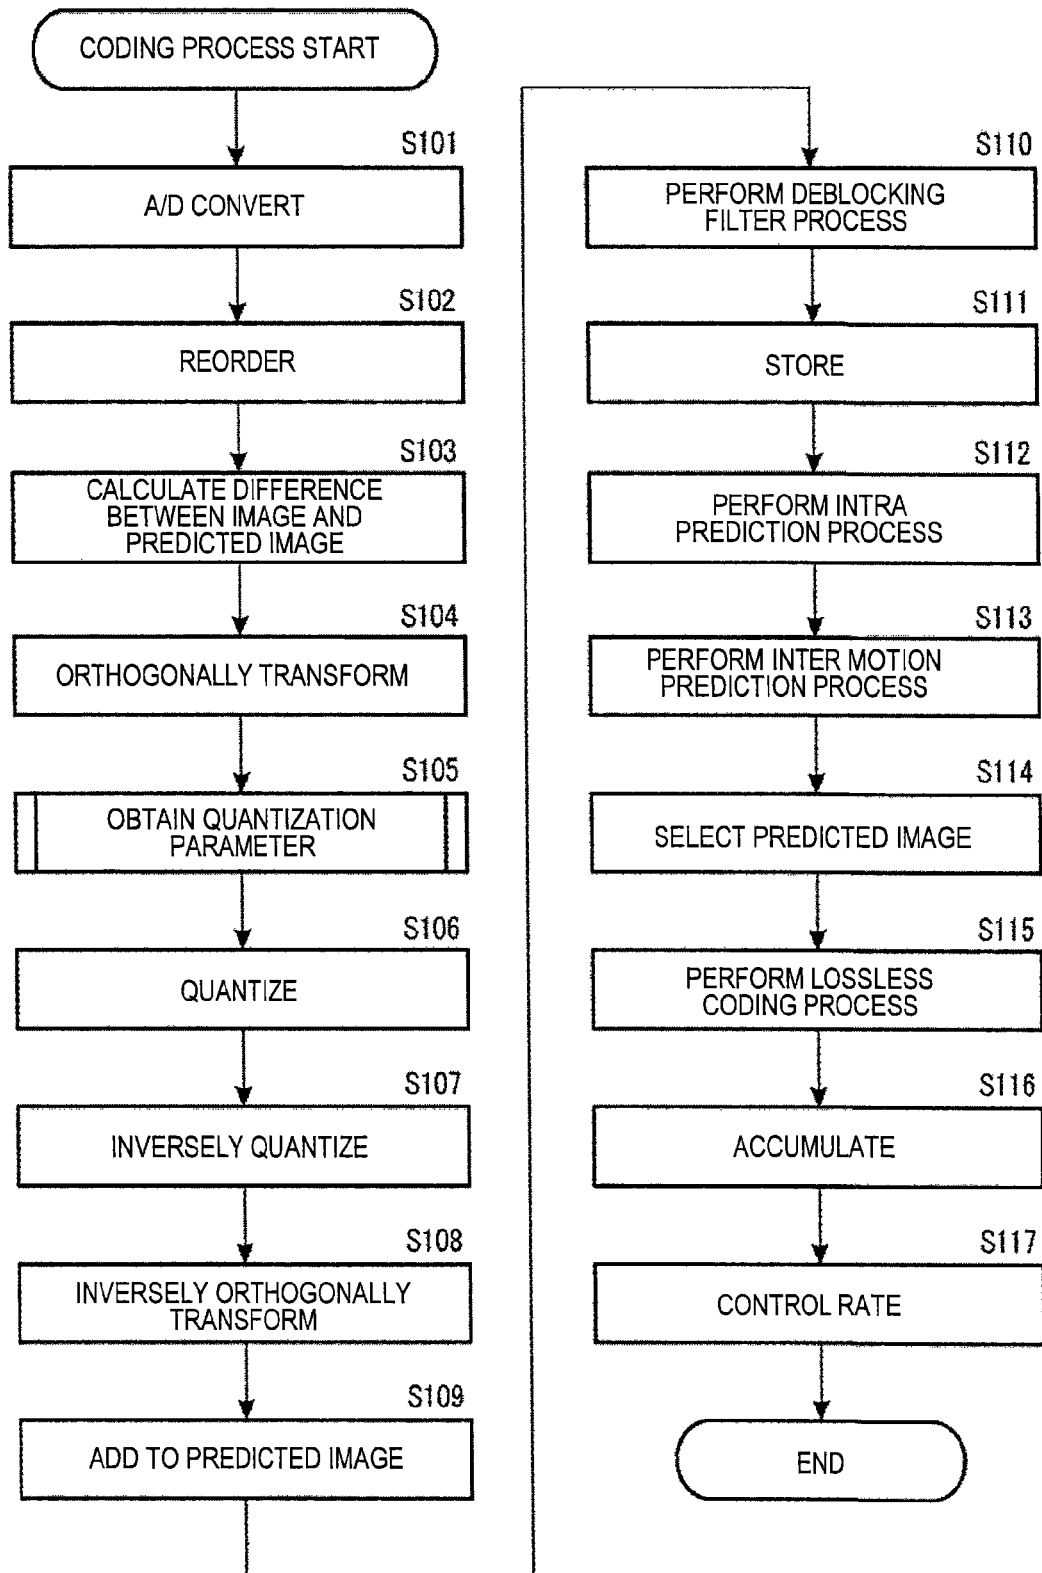 CODING PROCESS START
S101
A/D CONVERT
S102
REORDER
S103
CALCULATE DIFFERENCE
BETWEEN IMAGE AND
PREDICTED IMAGE
S104
ORTHOGONALLY TRANSFORM
S105
OBTAIN QUANTIZATION
PARAMETER
S106
QUANTIZE
S107
INVERSELY QUANTIZE
S108
INVERSELY ORTHOGONALLY
TRANSFORM
S109
ADD TO PREDICTED IMAGE
S110
PERFORM DEBLOCKING
FILTER PROCESS
S111
STORE
S112
PERFORM INTRA
PREDICTION PROCESS
S113
PERFORM INTER MOTION
PREDICTION PROCESS
S114
SELECT PREDICTED IMAGE
S115
PERFORM LOSSLESS
CODING PROCESS
S116
ACCUMULATE
S117
CONTROL RATE
END